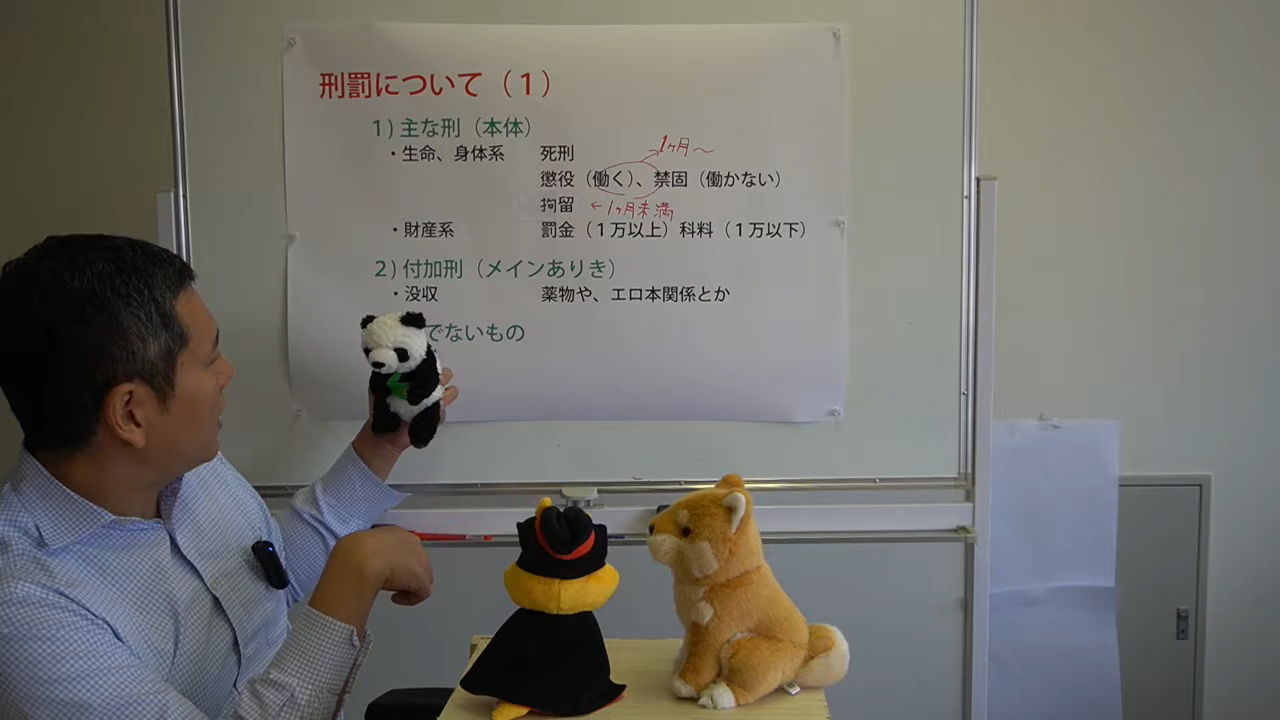 刑罰について（１）
１）主な刑（本体）
・生命、身体系　死刑
1ヶ月〜
懲役（働く）、禁固（働かない）
拘留 ←1ヶ月未満
・財産系　罰金（１万以上）科料（１万以下）
２）付加刑（メインありき）
・没収　薬物や、エロ本関係とか
でないもの